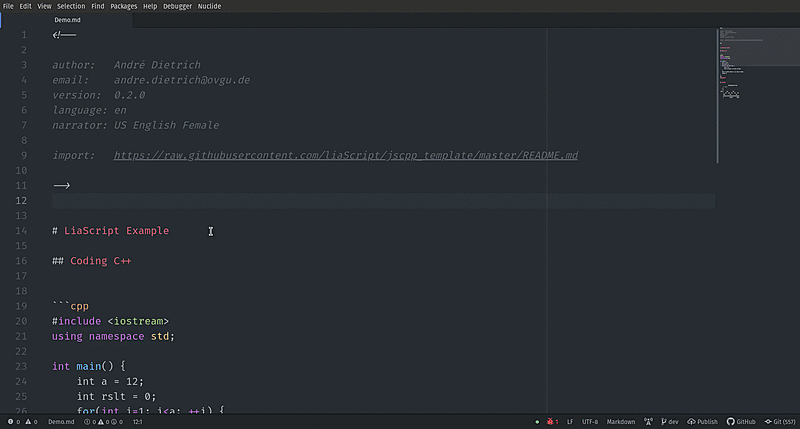 File Edit View Selection Find Packages Help Debugger Nuclide
Demo.md
1 <!--
2
3 author: André Dietrich
4 email: andre.dietrich@ovgu.de
5 version: 0.2.0
6 language: en
7 narrator: US English Female
8
9 import: https://raw.githubusercontent.com/liaScript/jscpp_template/master/README.md
10
11 -->
12
13
14 # LiaScript Example
15
16 ## Coding C++
17
18
19 ```cpp
20 #include <iostream>
21 using namespace std;
22
23 int main() {
24 int a = 12;
25 int rslt = 0;
26 for(int i=1; i<a; ++i) {
0 0 Demo.md 0 0 0 12:1 1 LF UTF-8 Markdown dev Publish GitHub Git (557)